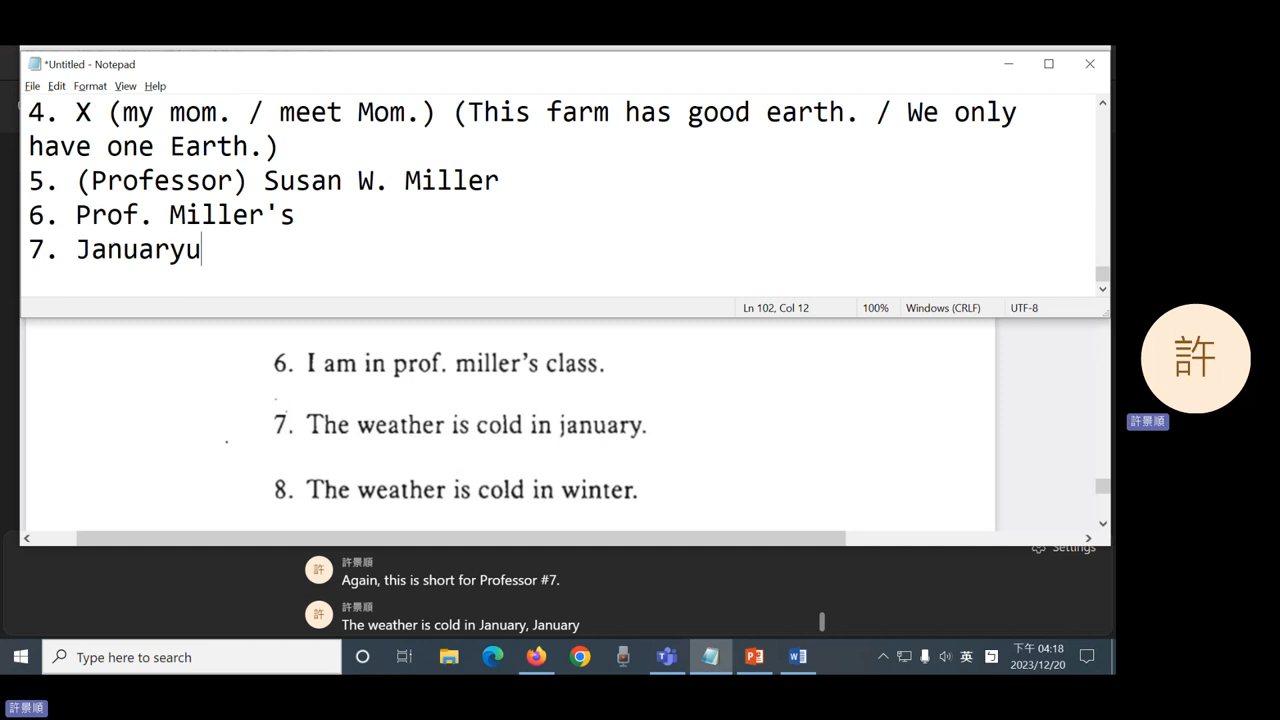 *Untitled - Notepad
File Edit Format View Help
4. X (my mom. / meet Mom.) (This farm has good earth. / We only
have one Earth.)
5. (Professor) Susan W. Miller
6. Prof. Miller's
7. Januaryu
Ln 102, Col 12 100% Windows (CRLF) UTF-8
6. I am in prof. miller's class.
7. The weather is cold in january.
8. The weather is cold in winter.
Settings
許
許景順
許 許景順
Again, this is short for Professor #7.
許 許景順
The weather is cold in January, January
Type here to search
英
下午 04:18
2023/12/20
許景順